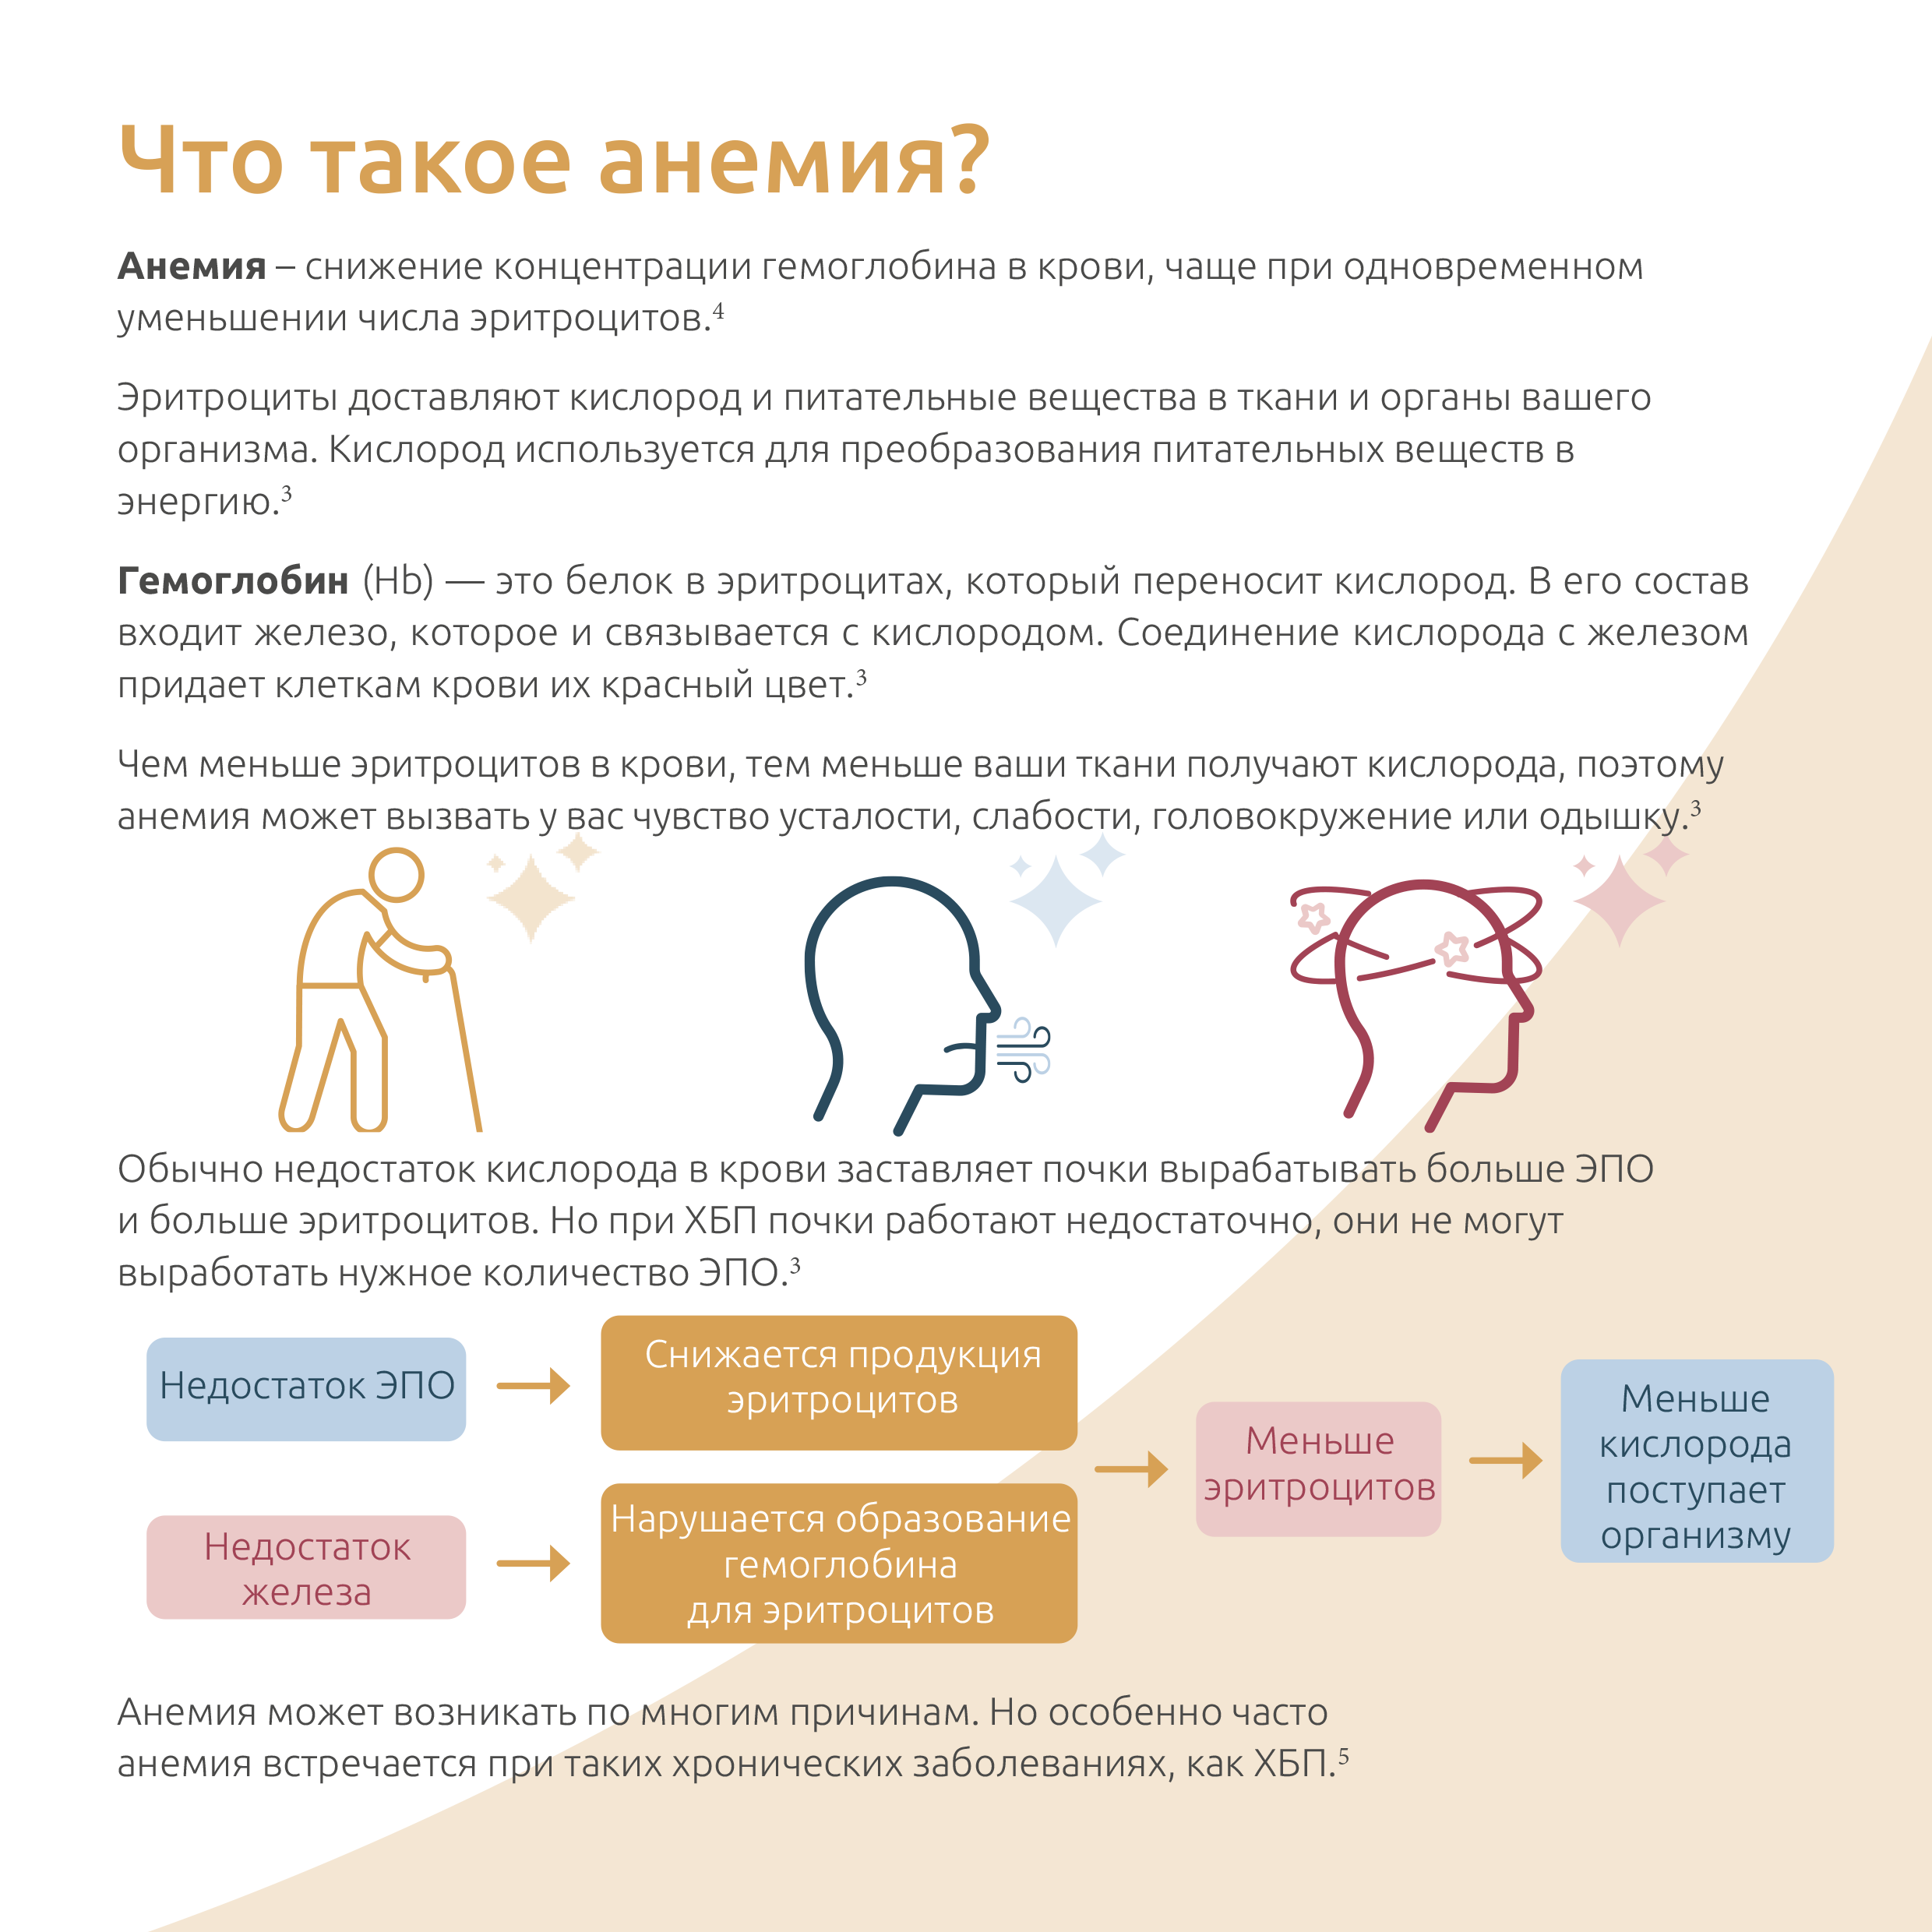 Что такое анемия?
Анемия – снижение концентрации гемоглобина в крови, чаще при одновременном
уменьшении числа эритроцитов.⁴
Эритроциты доставляют кислород и питательные вещества в ткани и органы вашего
организма. Кислород используется для преобразования питательных веществ в
энергию.³
Гемоглобин (Hb) — это белок в эритроцитах, который переносит кислород. В его состав
входит железо, которое и связывается с кислородом. Соединение кислорода с железом
придает клеткам крови их красный цвет.³
Чем меньше эритроцитов в крови, тем меньше ваши ткани получают кислорода, поэтому
анемия может вызвать у вас чувство усталости, слабости, головокружение или одышку.³
Обычно недостаток кислорода в крови заставляет почки вырабатывать больше ЭПО
и больше эритроцитов. Но при ХБП почки работают недостаточно, они не могут
выработать нужное количество ЭПО.³
Недостаток ЭПО
Снижается продукция
эритроцитов
Недостаток
железа
Нарушается образование
гемоглобина
для эритроцитов
Меньше
эритроцитов
Меньше
кислорода
поступает
организму
Анемия может возникать по многим причинам. Но особенно часто
анемия встречается при таких хронических заболеваниях, как ХБП.⁵